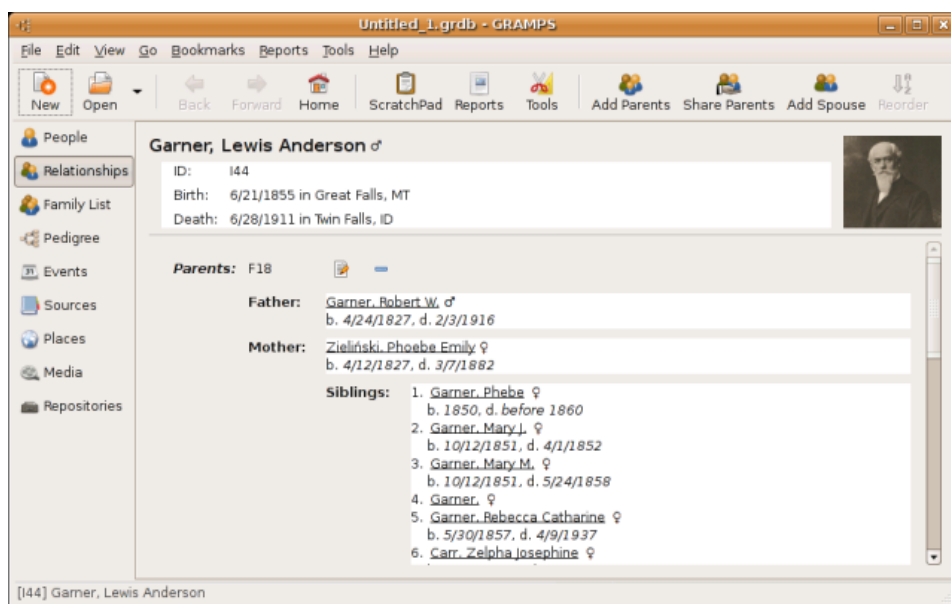 Untitled_1.grdb - GRAMPS
File Edit View Go Bookmarks Reports Tools Help
New Open Back Forward Home ScratchPad Reports Tools Add Parents Share Parents Add Spouse Reorder
People
Relationships
Family List
Pedigree
Events
Sources
Places
Media
Repositories
Garner, Lewis Anderson ♂
ID: I44
Birth: 6/21/1855 in Great Falls, MT
Death: 6/28/1911 in Twin Falls, ID
Parents: F18
Father: Garner, Robert W. ♂
b. 4/24/1827, d. 2/3/1916
Mother: Zieliński, Phoebe Emily ♀
b. 4/12/1827, d. 3/7/1882
Siblings: 1. Garner, Phebe ♀
b. 1850, d. before 1860
2. Garner, Mary J. ♀
b. 10/12/1851, d. 4/1/1852
3. Garner, Mary M. ♀
b. 10/12/1851, d. 5/24/1858
4. Garner, ♀
5. Garner, Rebecca Catharine ♀
b. 5/30/1857, d. 4/9/1937
6. Carr, Zelpha Josephine ♀
[I44] Garner, Lewis Anderson